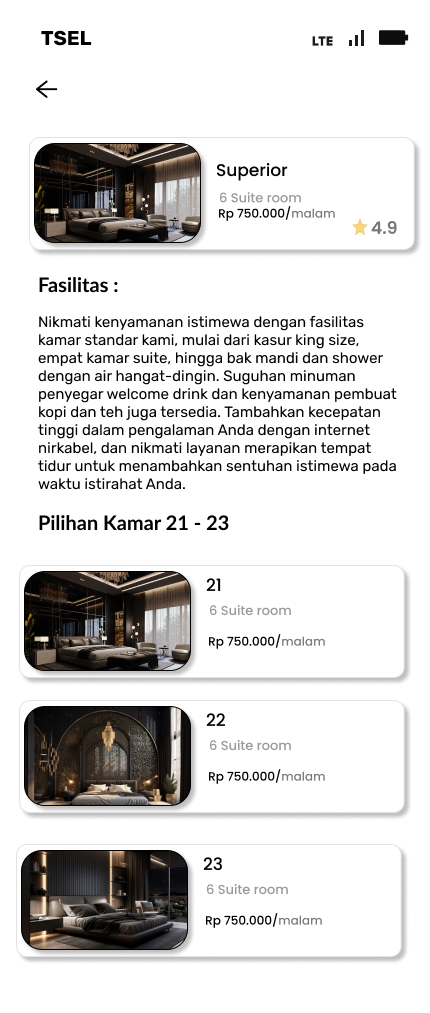 TSEL
LTE
Superior
6 Suite room
Rp 750.000/malam
4.9
Fasilitas :
Nikmati kenyamanan istimewa dengan fasilitas
kamar standar kami, mulai dari kasur king size,
empat kamar suite, hingga bak mandi dan shower
dengan air hangat-dingin. Suguhan minuman
penyegar welcome drink dan kenyamanan pembuat
kopi dan teh juga tersedia. Tambahkan kecepatan
tinggi dalam pengalaman Anda dengan internet
nirkabel, dan nikmati layanan merapikan tempat
tidur untuk menambahkan sentuhan istimewa pada
waktu istirahat Anda.
Pilihan Kamar 21 - 23
21
6 Suite room
Rp 750.000/malam
22
6 Suite room
Rp 750.000/malam
23
6 Suite room
Rp 750.000/malam